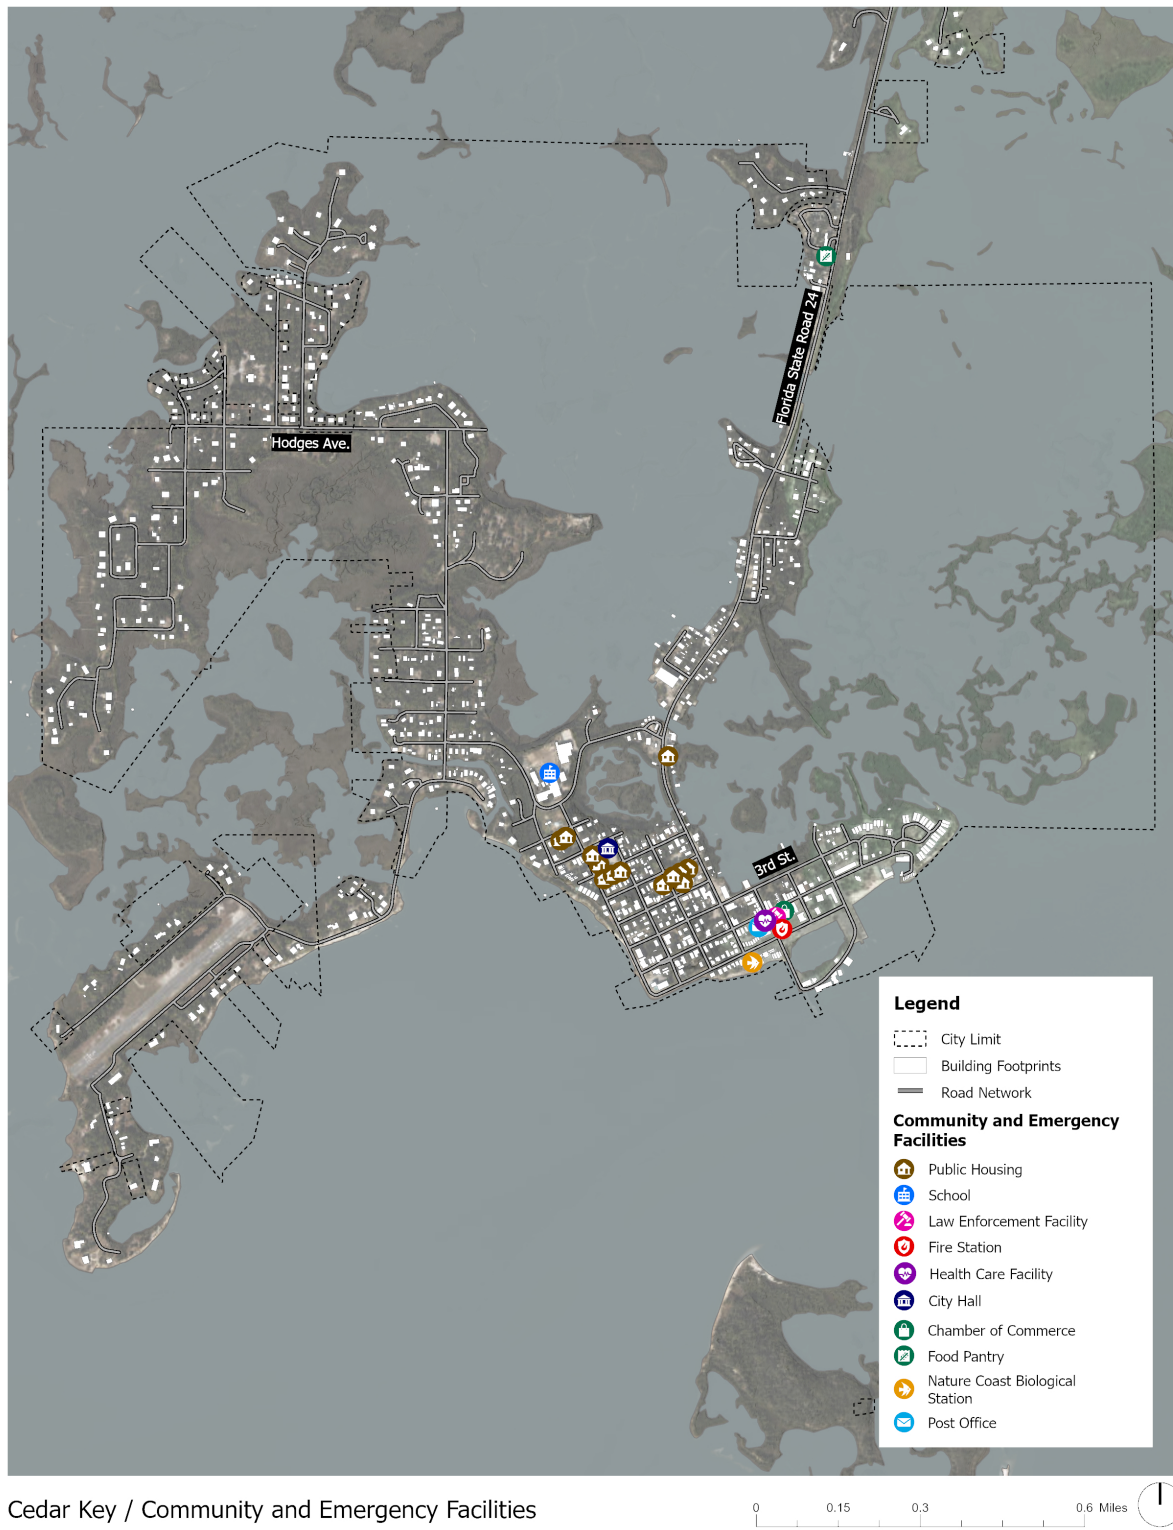 Florida State Road 24
Hodges Ave.
3rd St.
Legend
City Limit
Building Footprints
Road Network
Community and Emergency
Facilities
Public Housing
School
Law Enforcement Facility
Fire Station
Health Care Facility
City Hall
Chamber of Commerce
Food Pantry
Nature Coast Biological
Station
Post Office
Cedar Key / Community and Emergency Facilities
0 0.15 0.3 0.6 Miles